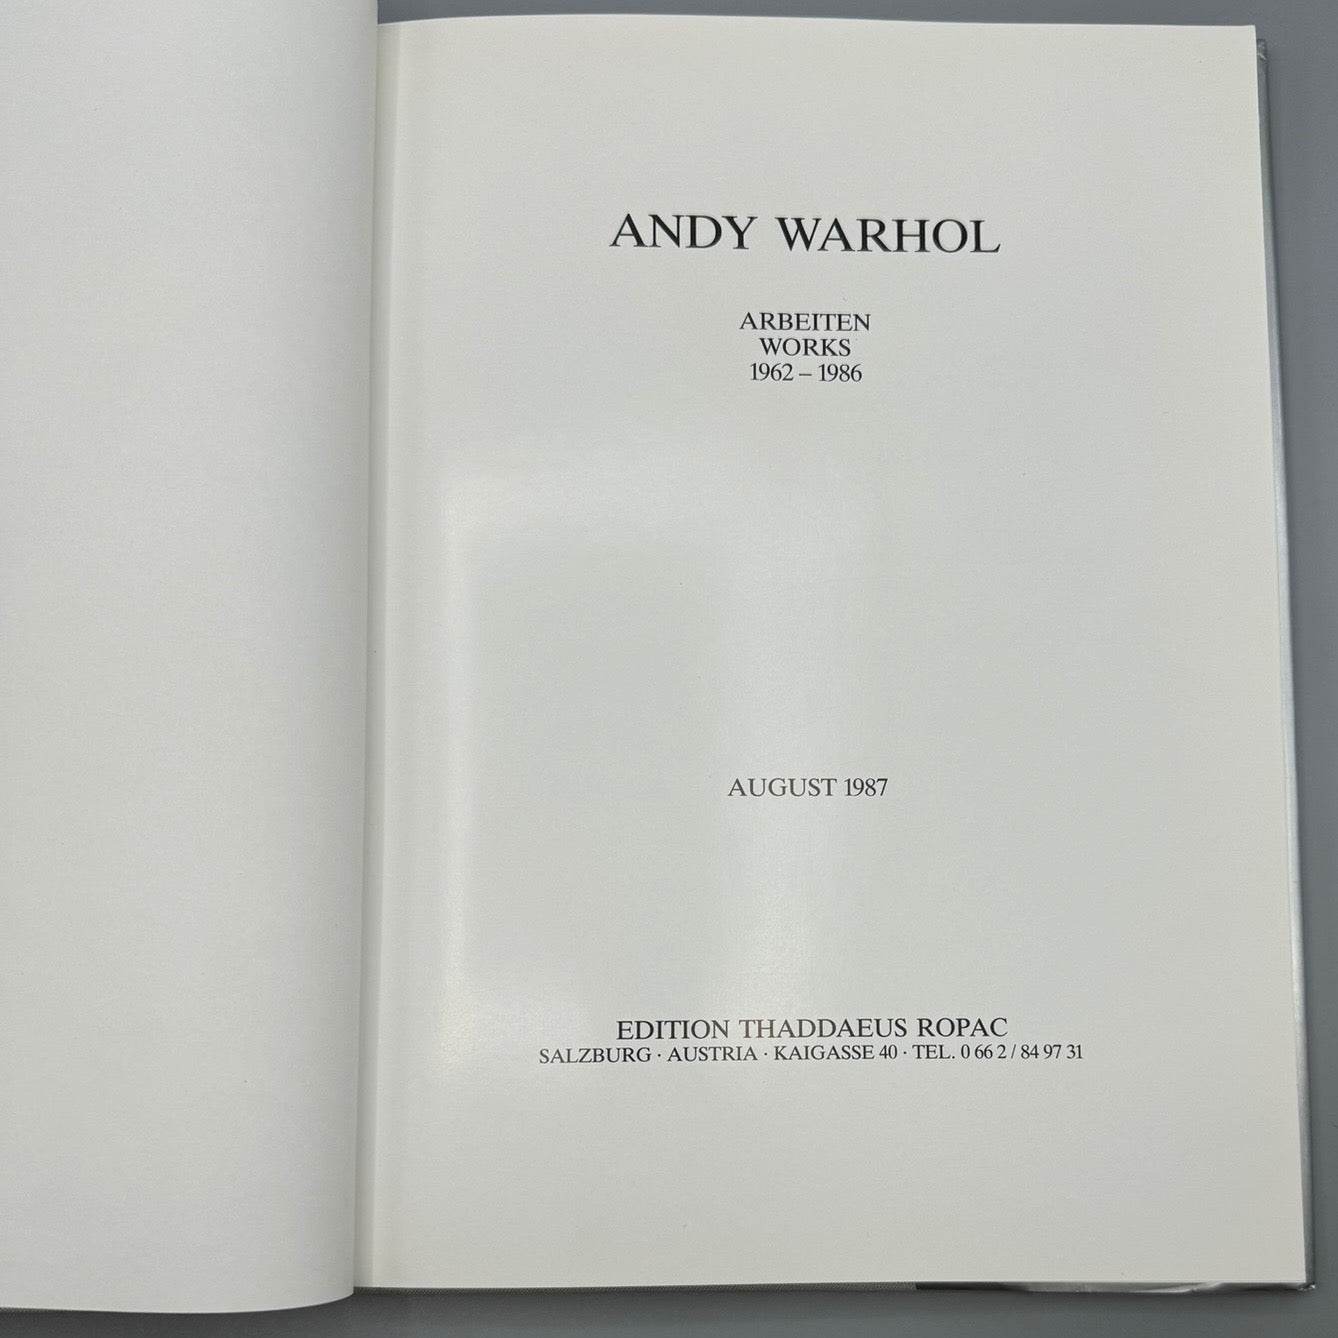 ANDY WARHOL
ARBEITEN
WORKS
1962 – 1986
AUGUST 1987
EDITION THADDAEUS ROPAC
SALZBURG · AUSTRIA · KAIGASSE 40 · TEL. 0 66 2 / 84 97 31